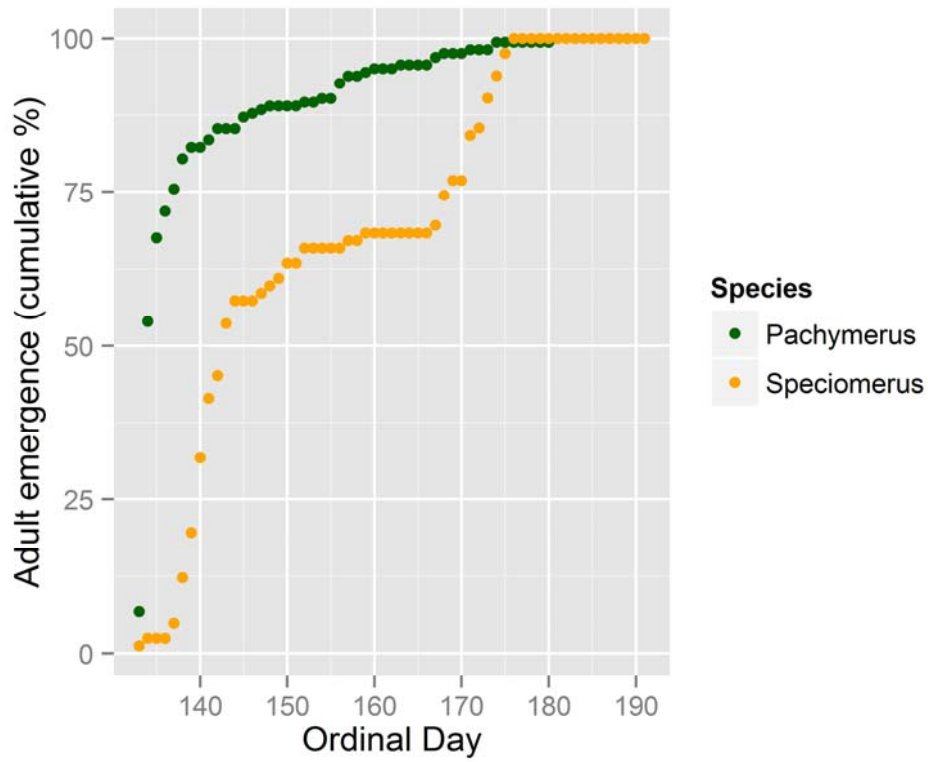 Adult emergence (cumulative %)
100
75
50
25
0
140 150 160 170 180 190
Ordinal Day
Species
Pachymerus
Speciomerus